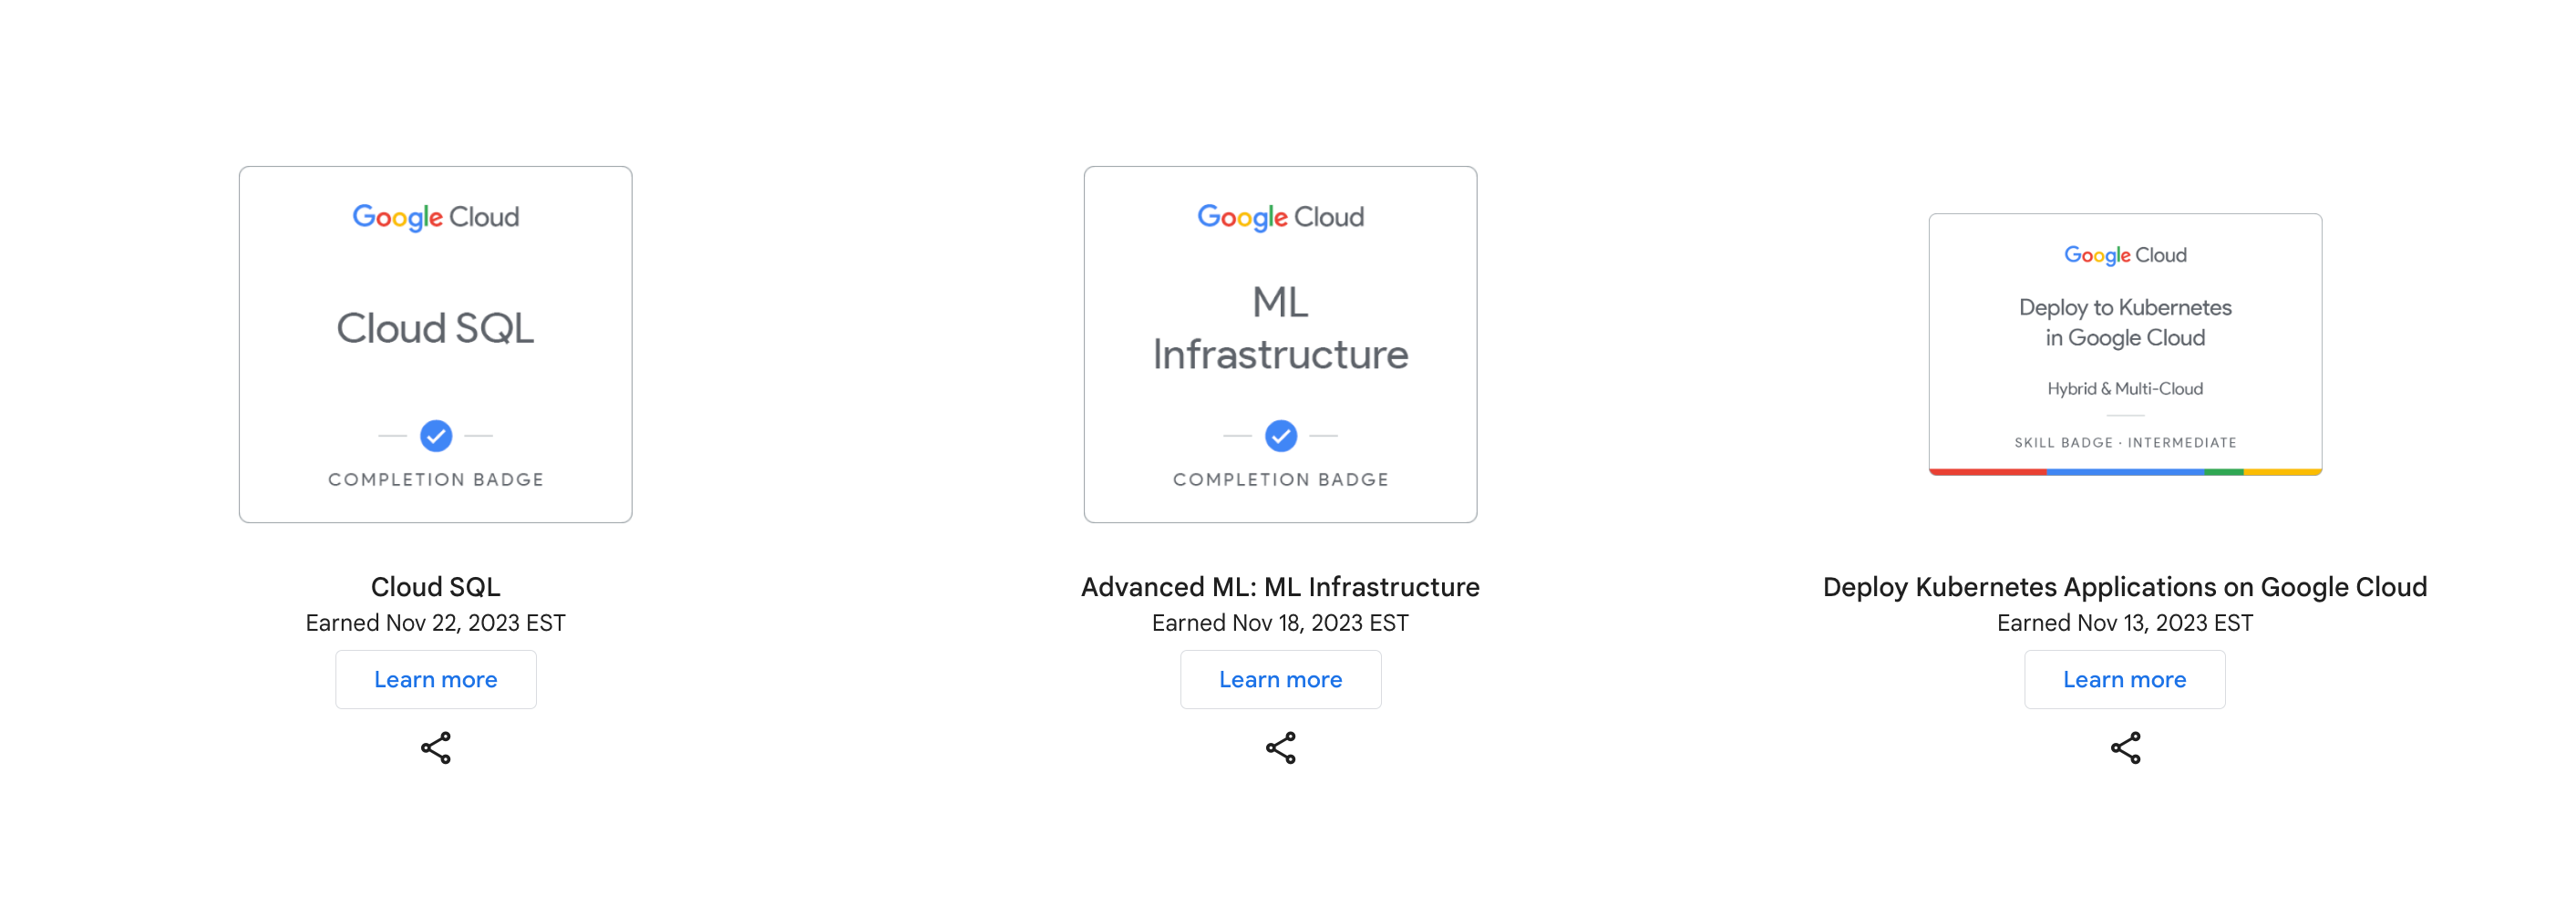 Google Cloud
Cloud SQL
COMPLETION BADGE
Cloud SQL
Earned Nov 22, 2023 EST
Learn more
Google Cloud
ML
Infrastructure
COMPLETION BADGE
Advanced ML: ML Infrastructure
Earned Nov 18, 2023 EST
Learn more
Google Cloud
Deploy to Kubernetes
in Google Cloud
Hybrid & Multi-Cloud
SKILL BADGE · INTERMEDIATE
Deploy Kubernetes Applications on Google Cloud
Earned Nov 13, 2023 EST
Learn more